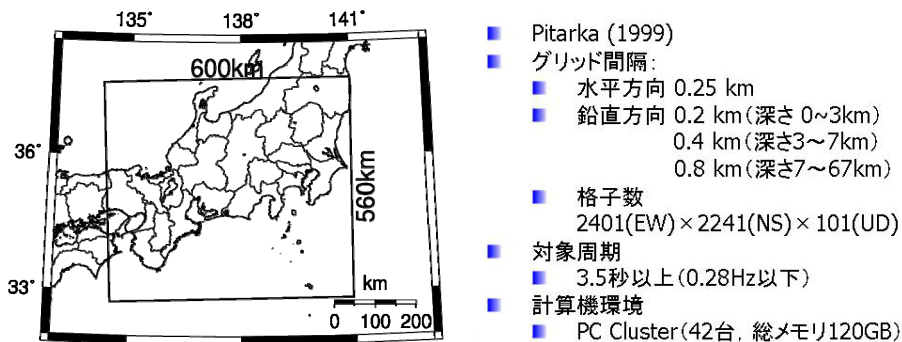 135°
138°
141°
600km
36°
560km
33°
km
0 100 200
Pitarka (1999)
グリッド間隔:
水平方向 0.25 km
鉛直方向 0.2 km(深さ 0~3km)
0.4 km(深さ3～7km)
0.8 km(深さ7～67km)
格子数
2401(EW)×2241(NS)×101(UD)
対象周期
3.5秒以上(0.28Hz以下)
計算機環境
PC Cluster(42台, 総メモリ120GB)